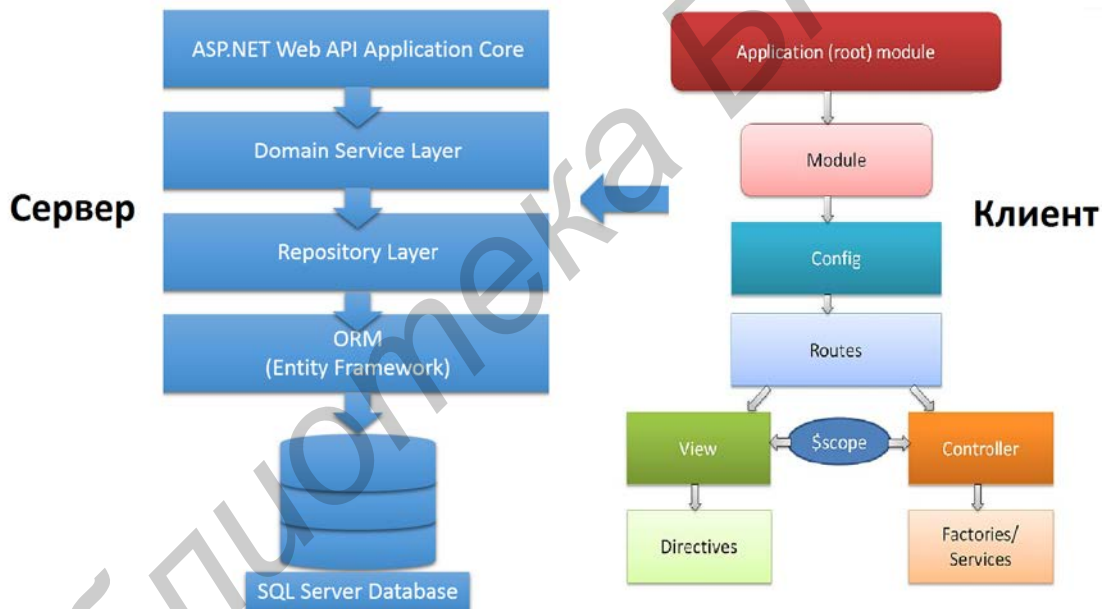 ASP.NET Web API Application Core
Domain Service Layer
Repository Layer
ORM
(Entity Framework)
SQL Server Database
Сервер
Клиент
Application (root) module
Module
Config
Routes
View
$scope
Controller
Directives
Factories/
Services